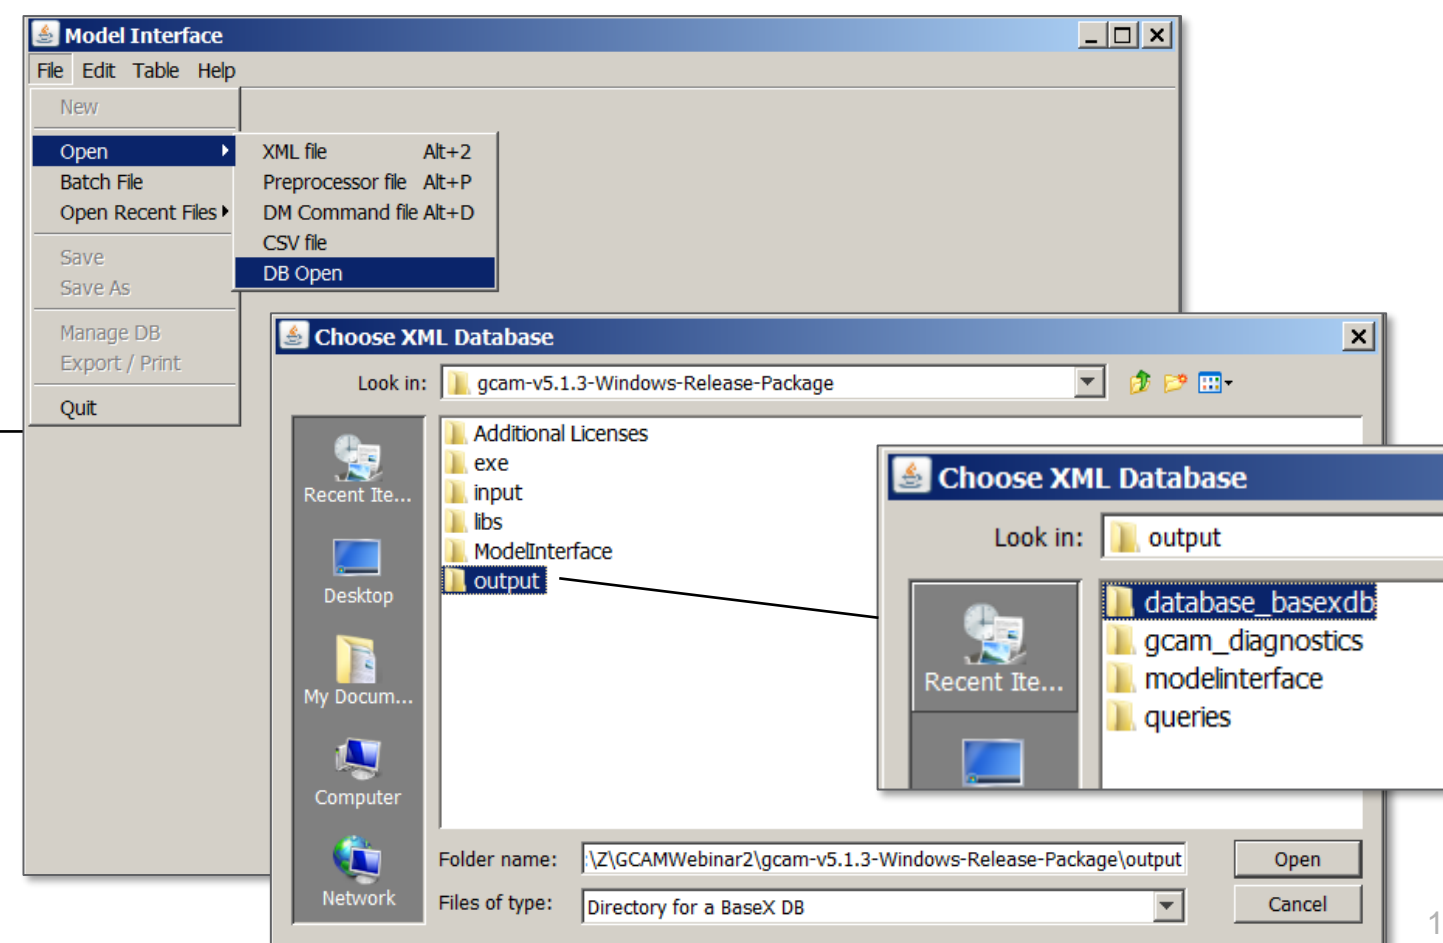 Model Interface
File Edit Table Help
New
Open
Batch File
Open Recent Files
Save
Save As
Manage DB
Export / Print
Quit
XML file Alt+2
Preprocessor file Alt+P
DM Command file Alt+D
CSV file
DB Open
Choose XML Database
Look in: gcam-v5.1.3-Windows-Release-Package
Recent Ite...
Desktop
My Docum...
Computer
Network
Additional Licenses
exe
input
libs
ModelInterface
output
Folder name: :\Z\GCAMWebinar2\gcam-v5.1.3-Windows-Release-Package\output
Open
Files of type: Directory for a BaseX DB
Cancel
Choose XML Database
Look in: output
Recent Ite...
database_basexdb
gcam_diagnostics
modelinterface
queries
1